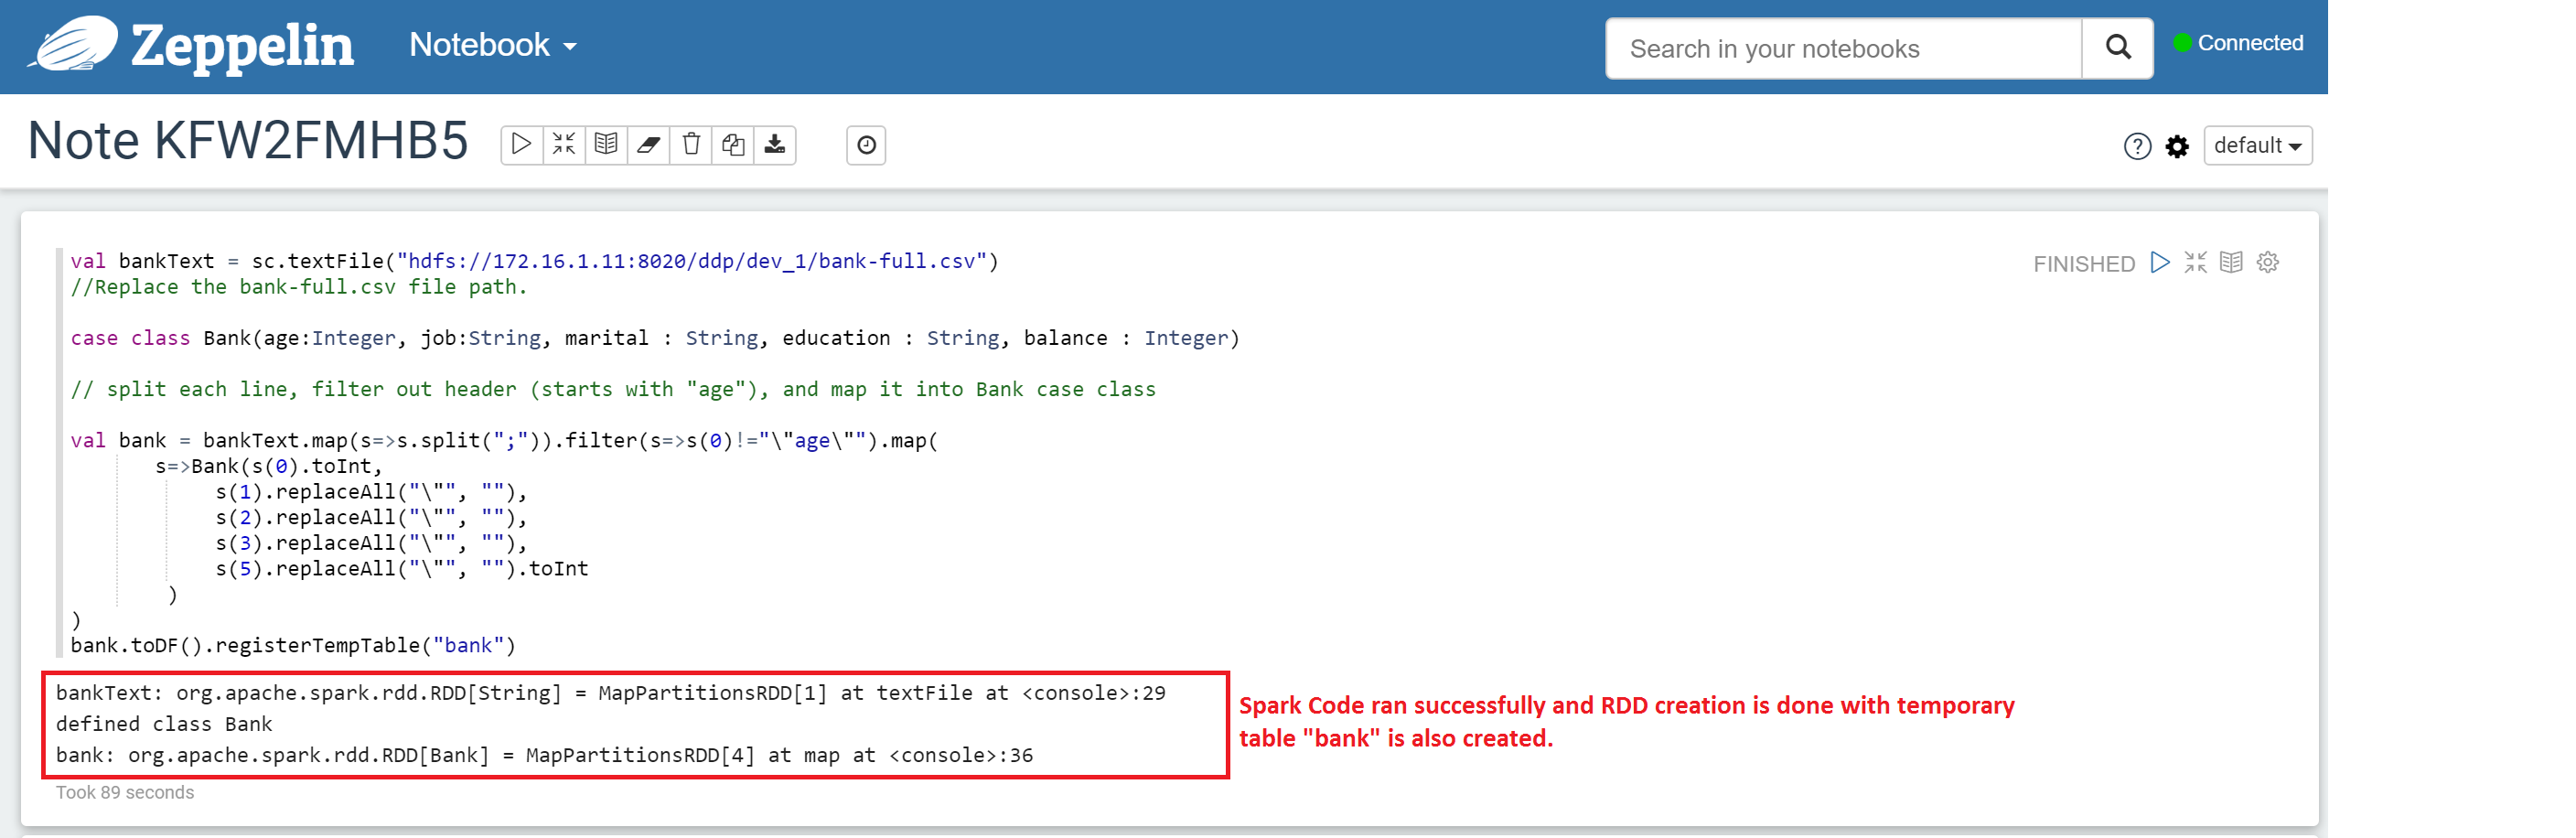 Zeppelin Notebook Search in your notebooks Connected
Note KFW2FMHB5 default
val bankText = sc.textFile("hdfs://172.16.1.11:8020/ddp/dev_1/bank-full.csv") FINISHED
//Replace the bank-full.csv file path.
case class Bank(age:Integer, job:String, marital : String, education : String, balance : Integer)
// split each line, filter out header (starts with "age"), and map it into Bank case class
val bank = bankText.map(s=>s.split(";")).filter(s=>s(0)!="\"age\"").map(
s=>Bank(s(0).toInt,
s(1).replaceAll("\"", ""),
s(2).replaceAll("\"", ""),
s(3).replaceAll("\"", ""),
s(5).replaceAll("\"", "").toInt
)
)
bank.toDF().registerTempTable("bank")
bankText: org.apache.spark.rdd.RDD[String] = MapPartitionsRDD[1] at textFile at <console>:29
defined class Bank
bank: org.apache.spark.rdd.RDD[Bank] = MapPartitionsRDD[4] at map at <console>:36
Spark Code ran successfully and RDD creation is done with temporary
table "bank" is also created.
Took 89 seconds